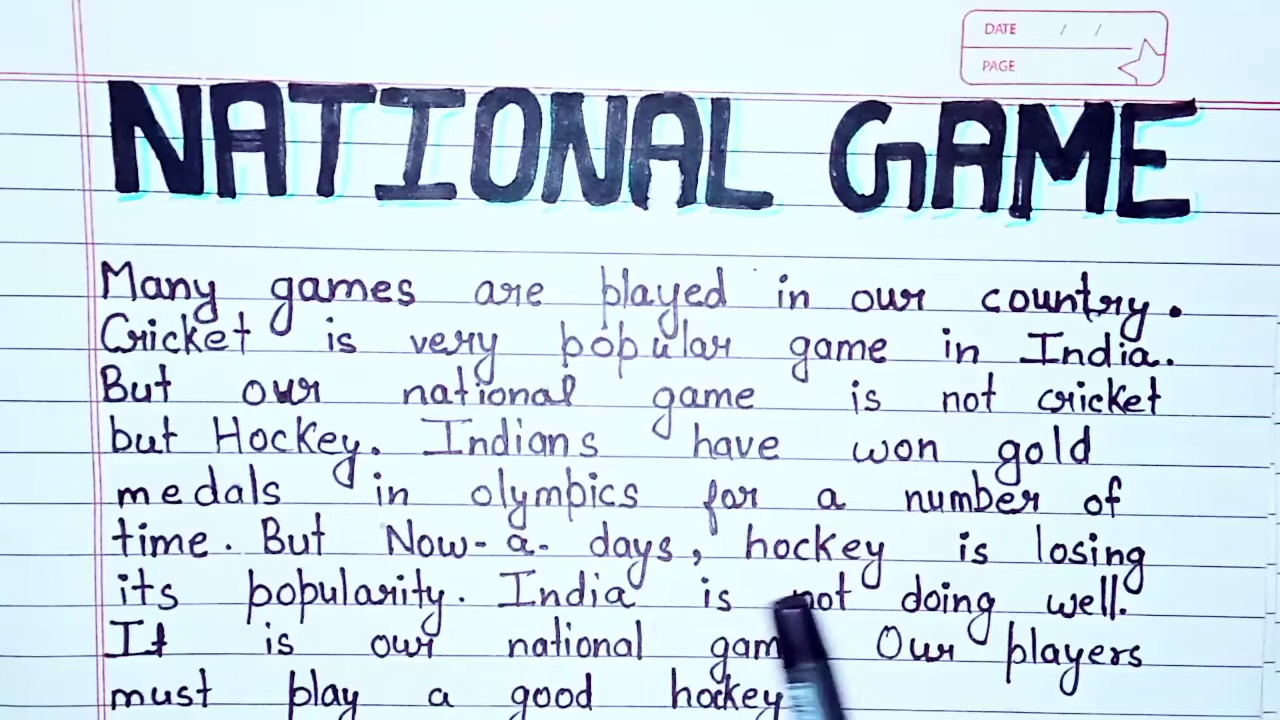 DATE / /
PAGE
NATIONAL GAME
Many games are played in our country.
Cricket is very popular game in India.
But our national game is not cricket
but Hockey. Indians have won gold
medals in olympics for a number of
time. But Now-a-days, hockey is losing
its popularity. India is not doing well.
It is our national gam Our players
must play a good hockey